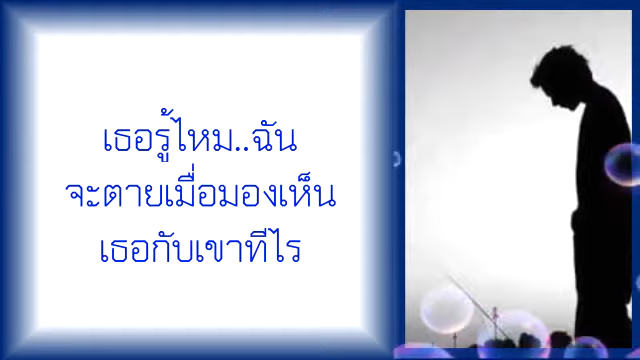 เธอรู้ไหม..ฉัน
จะตายเมื่อมองเห็น
เธอกับเขาทีไร